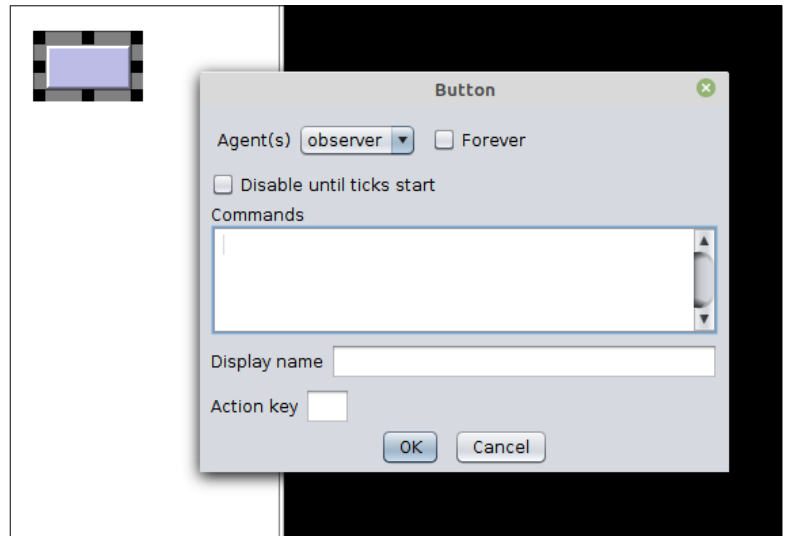 Button
Agent(s) observer Forever
Disable until ticks start
Commands
Display name
Action key
OK Cancel